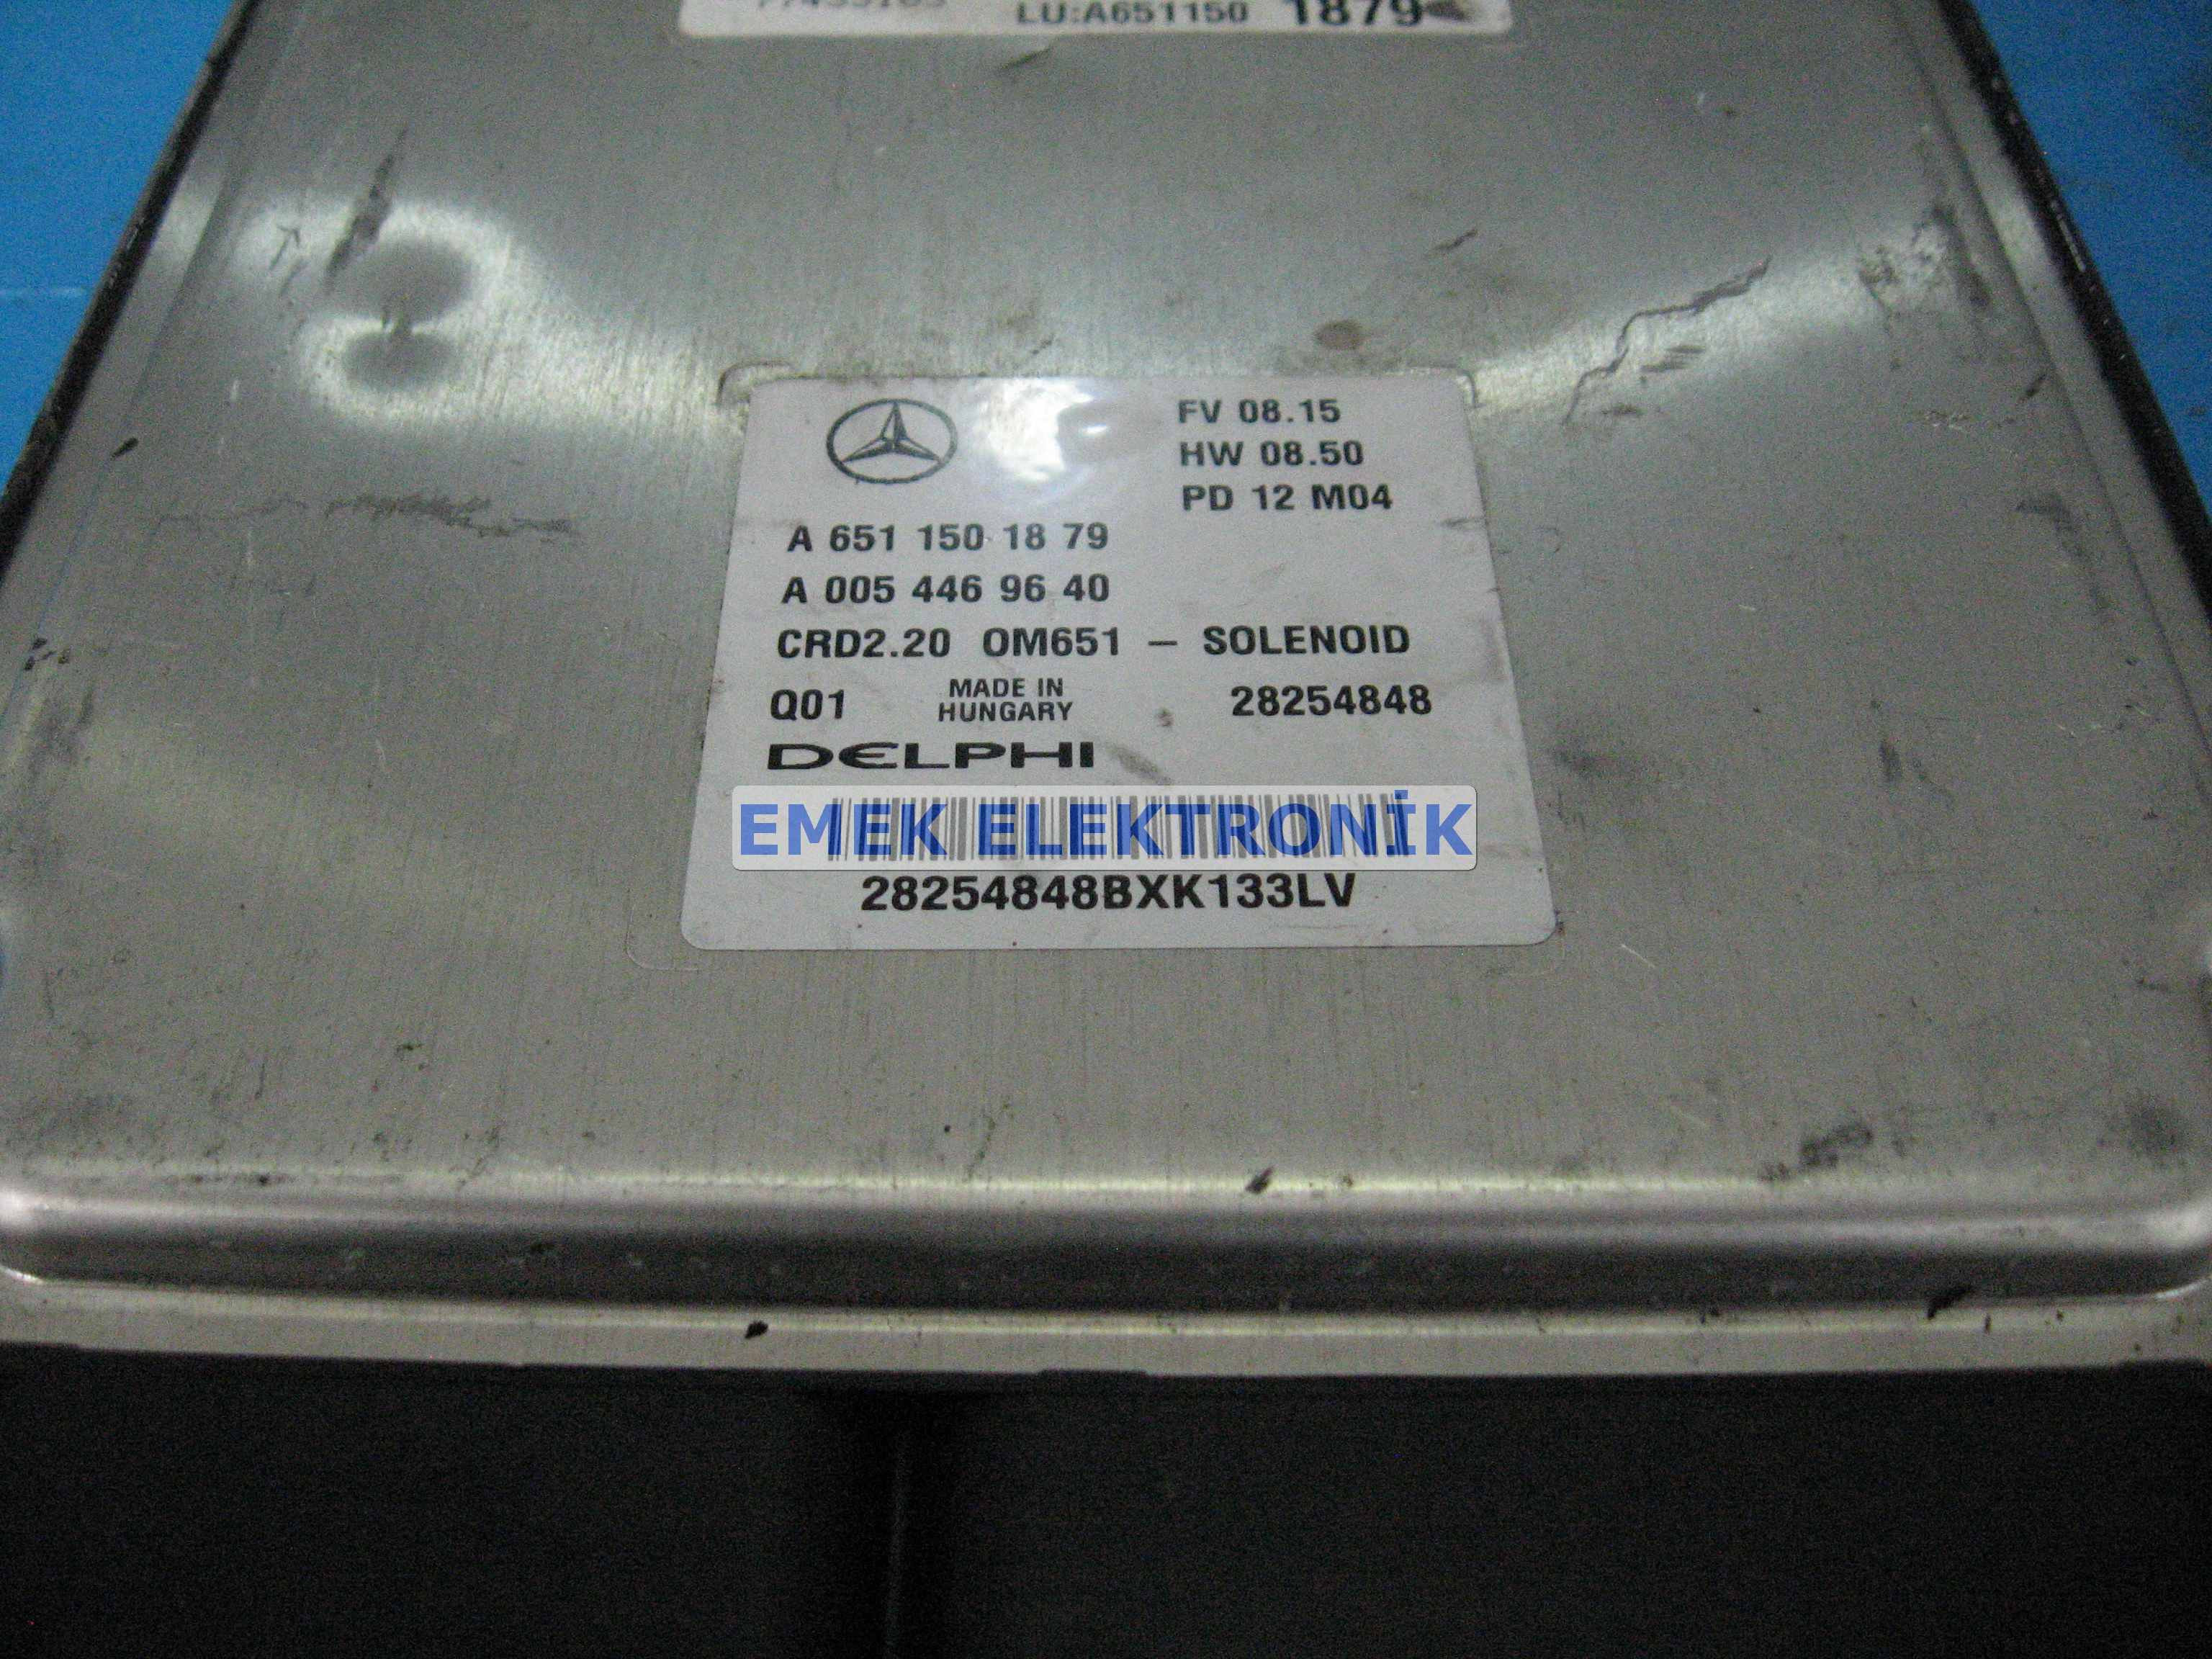 LU:A651150 1879
FV 08.15
HW 08.50
PD 12 M04
A 651 150 18 79
A 005 446 96 40
CRD2.20 OM651 – SOLENOID
Q01 MADE IN HUNGARY 28254848
DELPHI
EMEK ELEKTRONİK
28254848BXK133LV